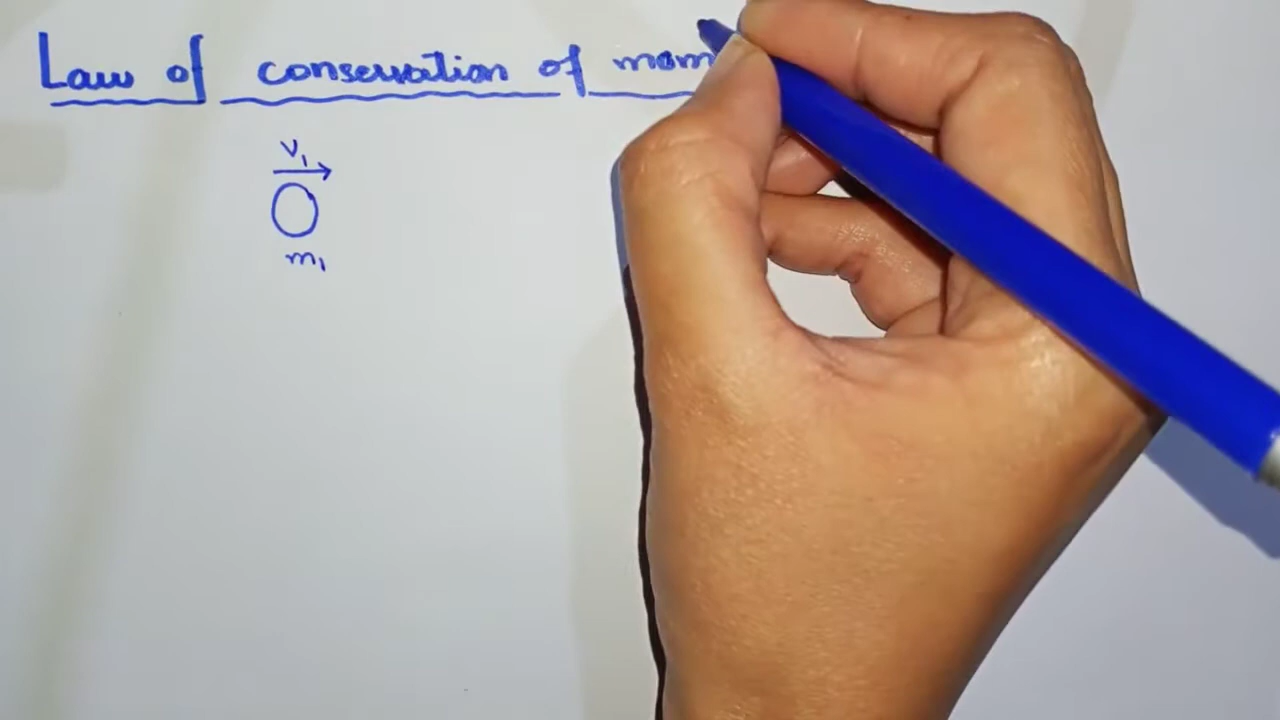 Law of conservation of mom
v₁
m₁